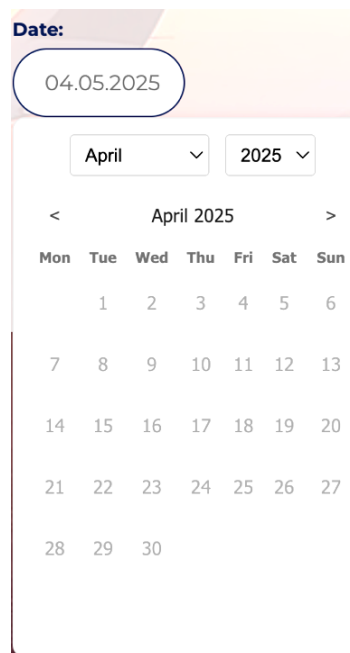 Date:
04.05.2025
April 2025
< April 2025 >
Mon Tue Wed Thu Fri Sat Sun
1 2 3 4 5 6
7 8 9 10 11 12 13
14 15 16 17 18 19 20
21 22 23 24 25 26 27
28 29 30